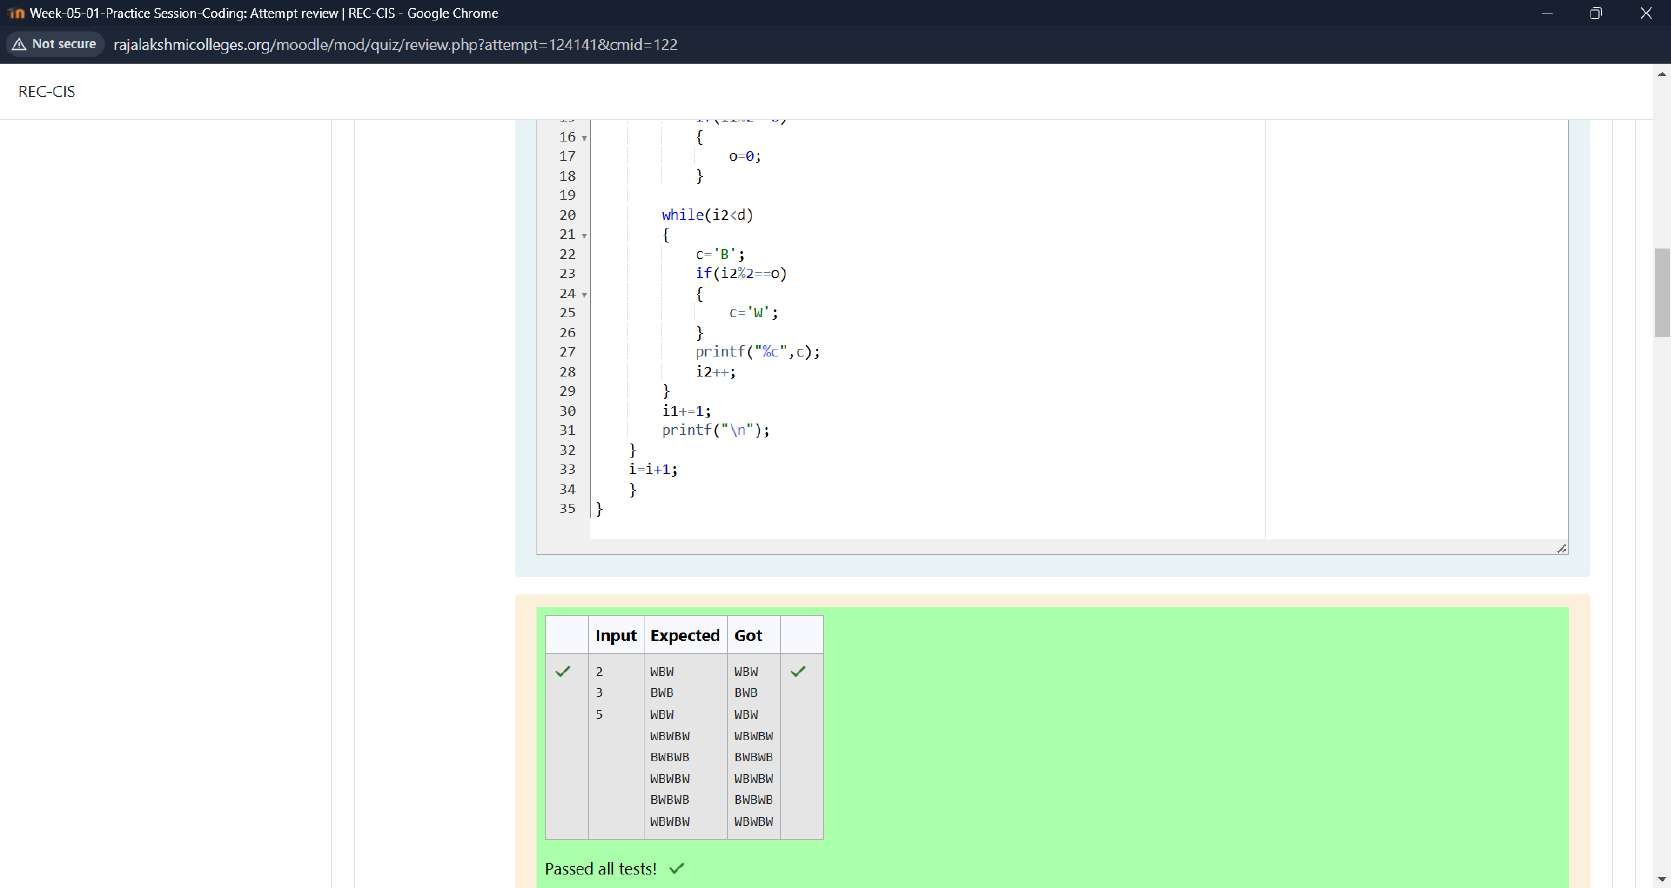 Week-05-01-Practice Session-Coding: Attempt review | REC-CIS - Google Chrome
Not secure rajalakshmicolleges.org/moodle/mod/quiz/review.php?attempt=124141&cmid=122
REC-CIS
16 {
17 o=0;
18 }
19
20 while(i2<d)
21 {
22 c='B';
23 if(i2%2==o)
24 {
25 c='W';
26 }
27 printf("%c",c);
28 i2++;
29 }
30 i1+=1;
31 printf("\n");
32 }
33 i=i+1;
34 }
35 }
Input Expected Got
2 WBW WBW
3 BWB BWB
5 WBW WBW
WBWBW WBWBW
BWBWB BWBWB
WBWBW WBWBW
BWBWB BWBWB
WBWBW WBWBW
Passed all tests!